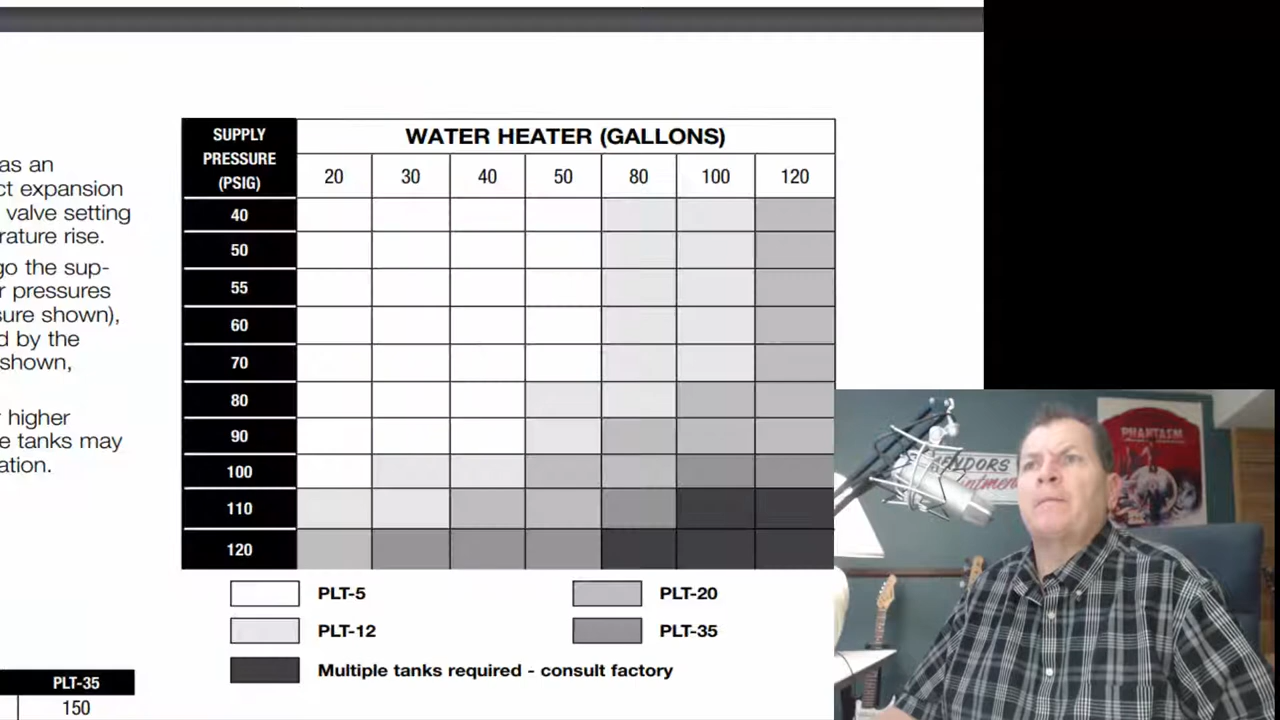 as an
ct expansion
valve setting
rature rise.
go the sup-
r pressures
sure shown),
d by the
shown,
r higher
e tanks may
ation.
SUPPLY
PRESSURE
(PSIG)
WATER HEATER (GALLONS)
20 30 40 50 80 100 120
40
50
55
60
70
80
90
100
110
120
PLT-5 PLT-20
PLT-12 PLT-35
Multiple tanks required - consult factory
PLT-35
150
PHANTASM